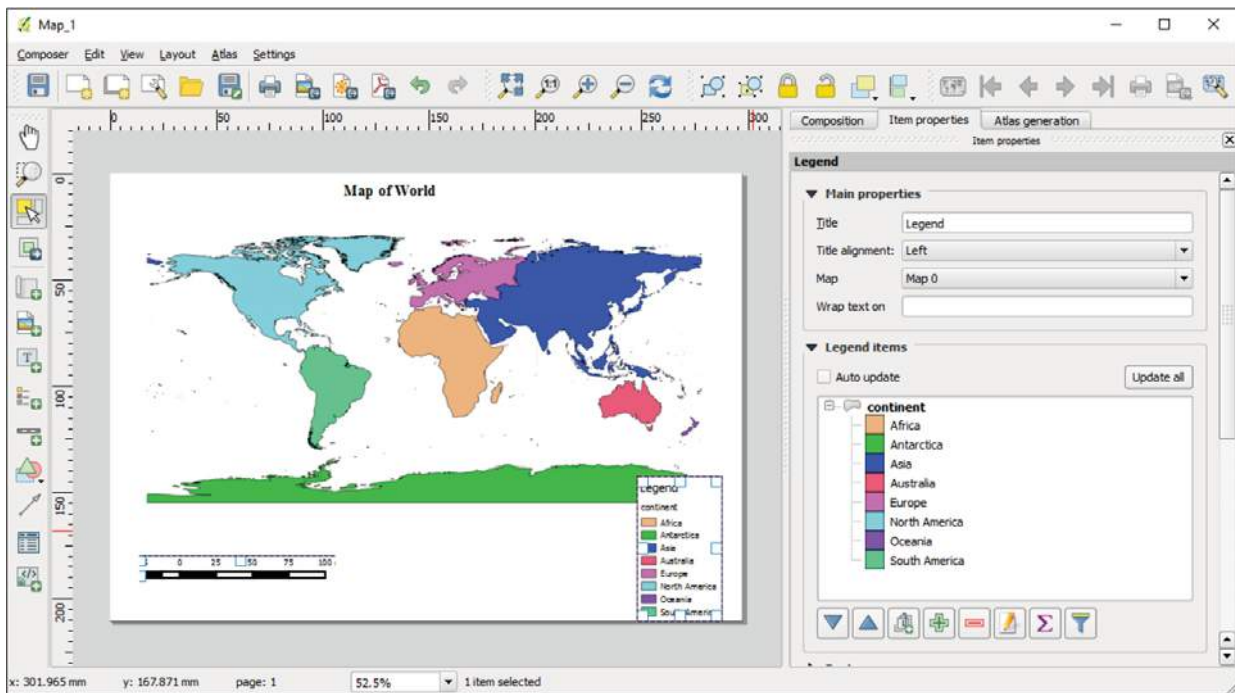 Map_1
Composer Edit View Layout Atlas Settings
0 50 100 150 200 250 300
Composition Item properties Atlas generation
Item properties
Legend
Main properties
Title Legend
Title alignment: Left
Map Map 0
Wrap text on
Legend items
Auto update Update all
continent
Africa
Antarctica
Asia
Australia
Europe
North America
Oceania
South America
0
50
100
150
200
Map of World
Legend
continent
Africa
Antarctica
Asia
Australia
Europe
North America
Oceania
South America
0 25 50 75 100
x: 301.965 mm y: 167.871 mm page: 1 52.5% 1 item selected